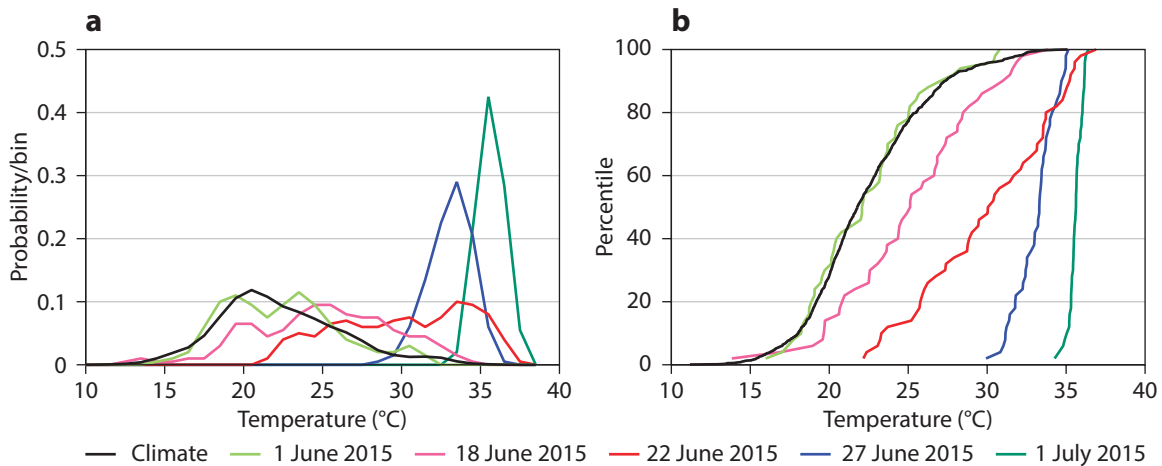 a
0.5
0.4
0.3
0.2
0.1
0
Probability/bin
10 15 20 25 30 35 40
Temperature (°C)
b
100
80
60
40
20
0
Percentile
10 15 20 25 30 35 40
Temperature (°C)
Climate 1 June 2015 18 June 2015 22 June 2015 27 June 2015 1 July 2015